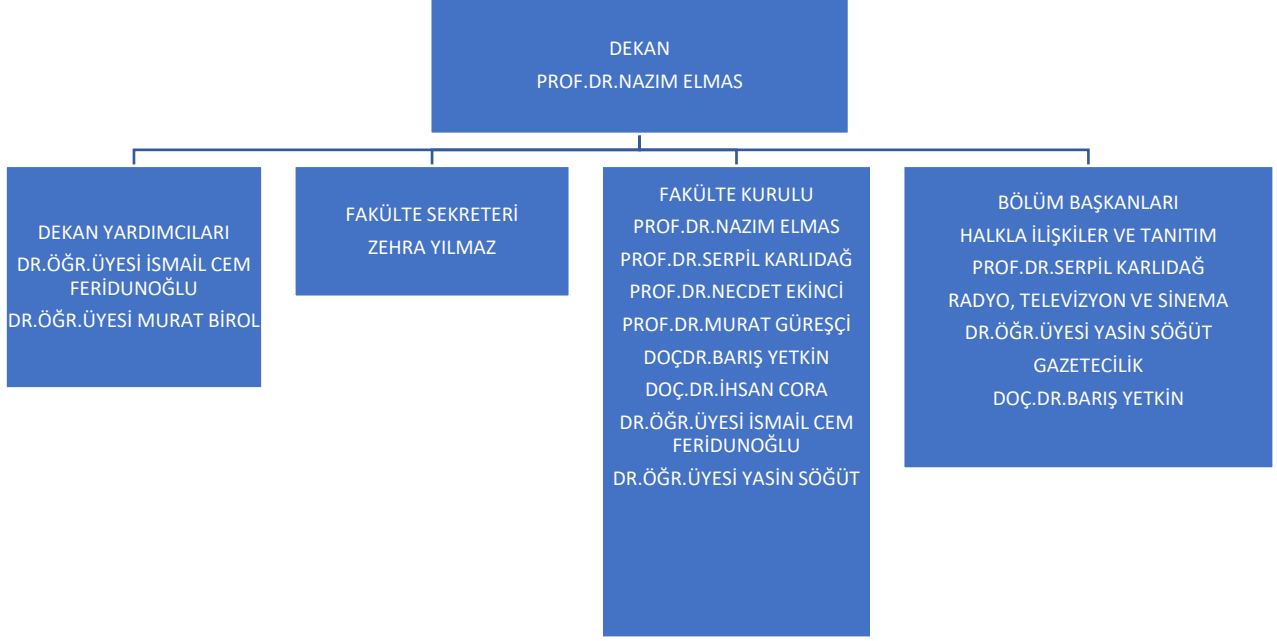 DEKAN
PROF.DR.NAZIM ELMAS
DEKAN YARDIMCILARI
DR.ÖĞR.ÜYESİ İSMAİL CEM
FERİDUNOĞLU
DR.ÖĞR.ÜYESİ MURAT BİROL
FAKÜLTE SEKRETERİ
ZEHRA YILMAZ
FAKÜLTE KURULU
PROF.DR.NAZIM ELMAS
PROF.DR.SERPİL KARLIDAĞ
PROF.DR.NECDET EKİNCİ
PROF.DR.MURAT GÜREŞÇİ
DOÇDR.BARIŞ YETKİN
DOÇ.DR.İHSAN CORA
DR.ÖĞR.ÜYESİ İSMAİL CEM
FERİDUNOĞLU
DR.ÖĞR.ÜYESİ YASİN SÖĞÜT
BÖLÜM BAŞKANLARI
HALKLA İLİŞKİLER VE TANITIM
PROF.DR.SERPİL KARLIDAĞ
RADYO, TELEVİZYON VE SİNEMA
DR.ÖĞR.ÜYESİ YASİN SÖĞÜT
GAZETECİLİK
DOÇ.DR.BARIŞ YETKİN